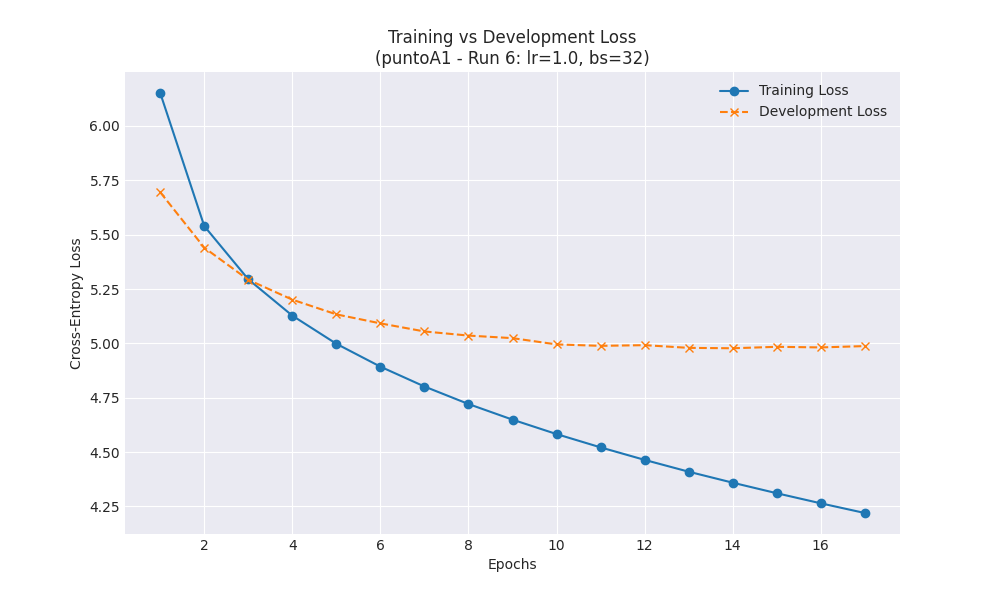 Training vs Development Loss
(puntoA1 - Run 6: lr=1.0, bs=32)
Training Loss
Development Loss
Cross-Entropy Loss
6.00
5.75
5.50
5.25
5.00
4.75
4.50
4.25
2 4 6 8 10 12 14 16
Epochs